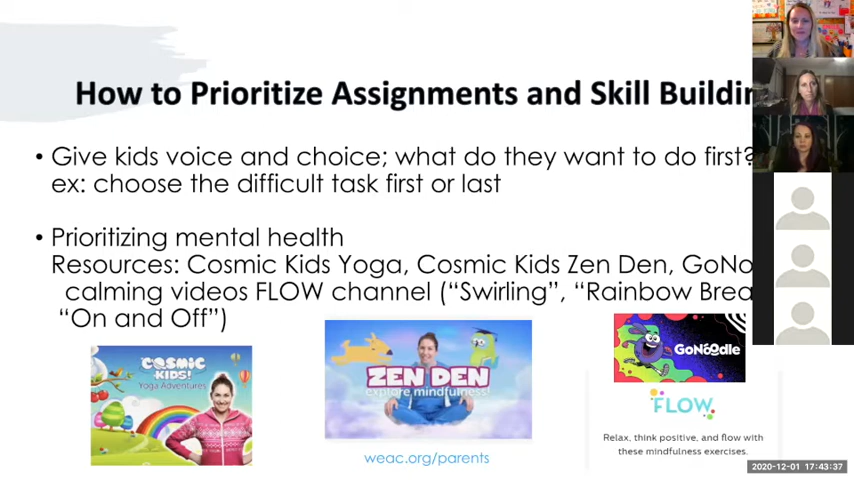 How to Prioritize Assignments and Skill Buildin
• Give kids voice and choice; what do they want to do first?
ex: choose the difficult task first or last
• Prioritizing mental health
Resources: Cosmic Kids Yoga, Cosmic Kids Zen Den, GoNo
calming videos FLOW channel (“Swirling”, “Rainbow Brea
“On and Off”)
COSMIC
KIDS!
Yoga Adventures
ZEN DEN
explore mindfulness!
GoNoodle
FLOW
Relax, think positive, and flow with
these mindfulness exercises.
weac.org/parents
2020-12-01 17:43:37